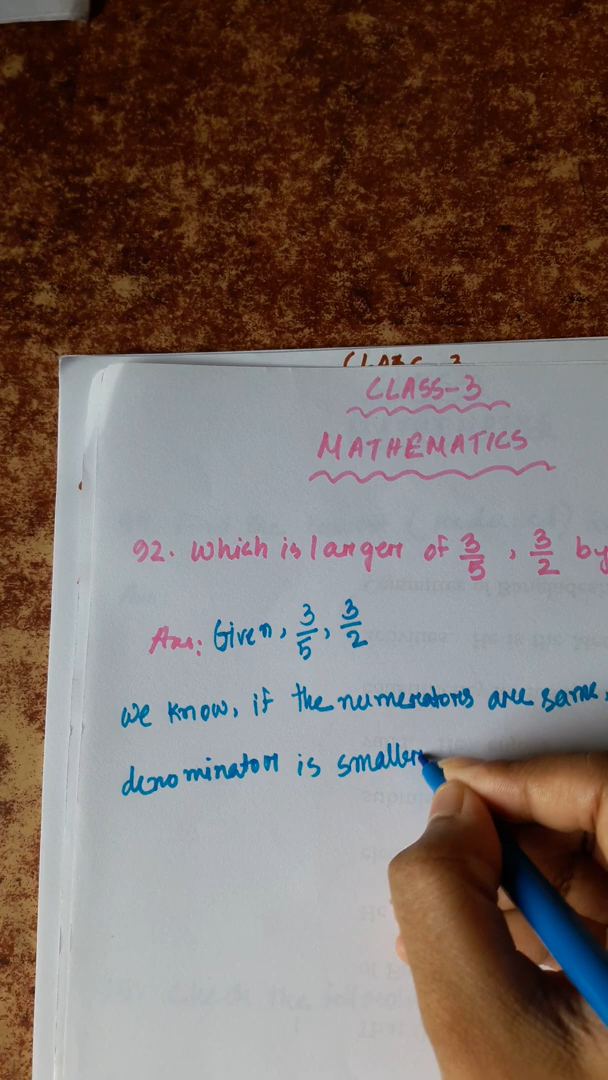 CLASS-3
MATHEMATICS
92. Which is larger of 3/5, 3/2 by
Ans: Given, 3/5, 3/2
we know, if the numerators are same,
denominator is smaller